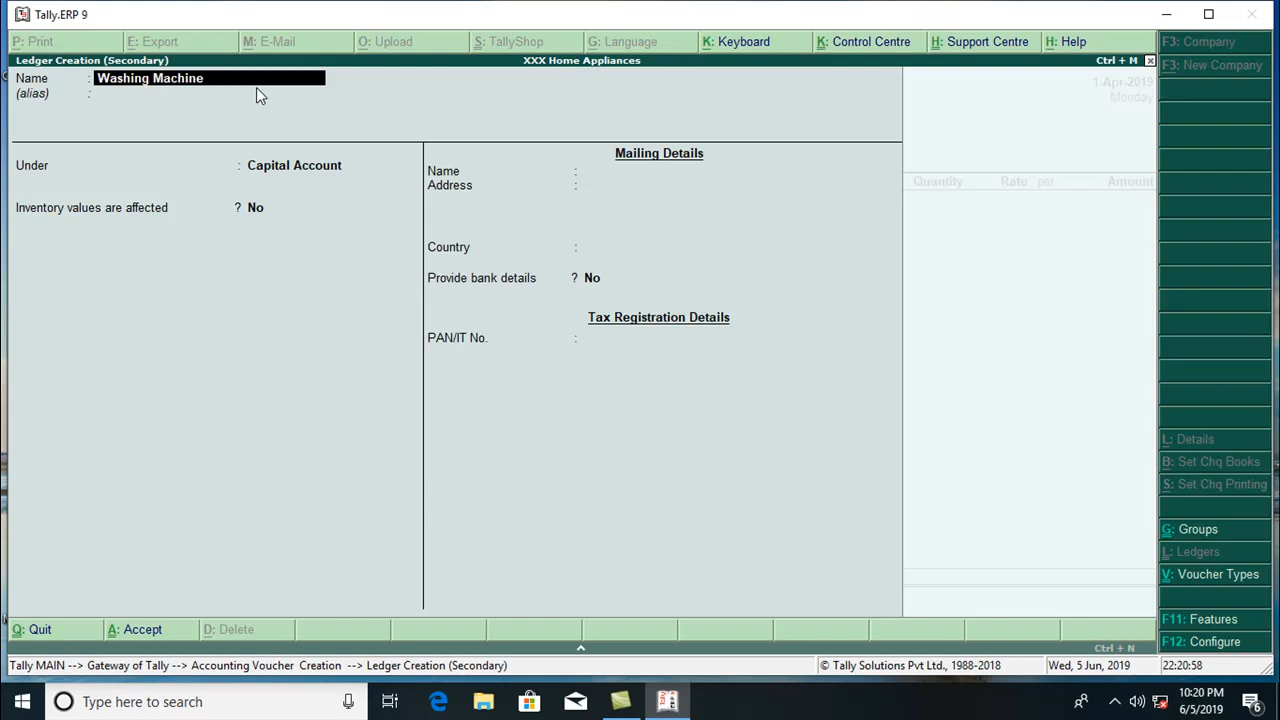 Tally.ERP 9
P: Print E: Export M: E-Mail O: Upload S: TallyShop G: Language K: Keyboard K: Control Centre H: Support Centre H: Help
F3: Company
F3: New Company
Ledger Creation (Secondary) XXX Home Appliances Ctrl + M
Name : Washing Machine
(alias) :
1-Apr-2019
Monday
Under : Capital Account
Inventory values are affected ? No
Mailing Details
Name :
Address :
Country :
Provide bank details ? No
Tax Registration Details
PAN/IT No. :
Quantity Rate per Amount
L: Details
B: Set Chq Books
S: Set Chq Printing
G: Groups
L: Ledgers
V: Voucher Types
F11: Features
F12: Configure
Q: Quit A: Accept D: Delete
Ctrl + N
Tally MAIN --> Gateway of Tally --> Accounting Voucher Creation --> Ledger Creation (Secondary) © Tally Solutions Pvt Ltd., 1988-2018 Wed, 5 Jun, 2019 22:20:58
Type here to search
10:20 PM
6/5/2019
6